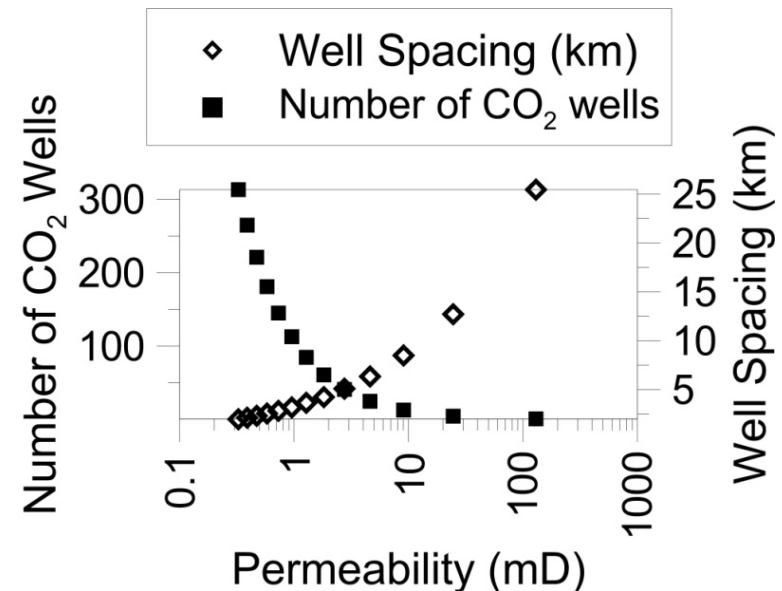 Well Spacing (km)
Number of CO₂ wells
Number of CO₂ Wells
300
200
100
25
20
15
10
5
Well Spacing (km)
0.1
1
10
100
1000
Permeability (mD)